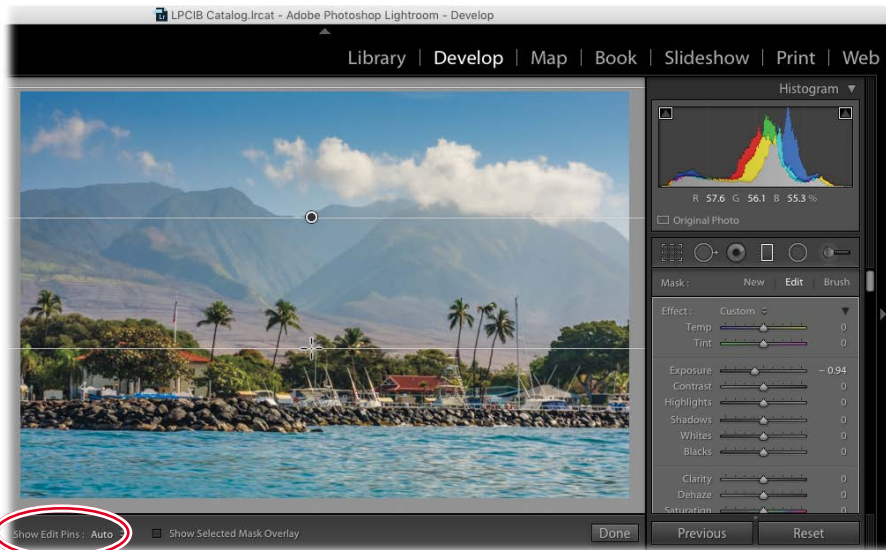 LPCIB Catalog.lrcat - Adobe Photoshop Lightroom - Develop
Library | Develop | Map | Book | Slideshow | Print | Web
Histogram
R 57.6 G 56.1 B 55.3 %
Original Photo
Mask : New Edit Brush
Effect : Custom
Temp 0
Tint 0
Exposure – 0.94
Contrast 0
Highlights 0
Shadows 0
Whites 0
Blacks 0
Clarity 0
Dehaze 0
Saturation 0
Show Edit Pins : Auto Show Selected Mask Overlay Done Previous Reset